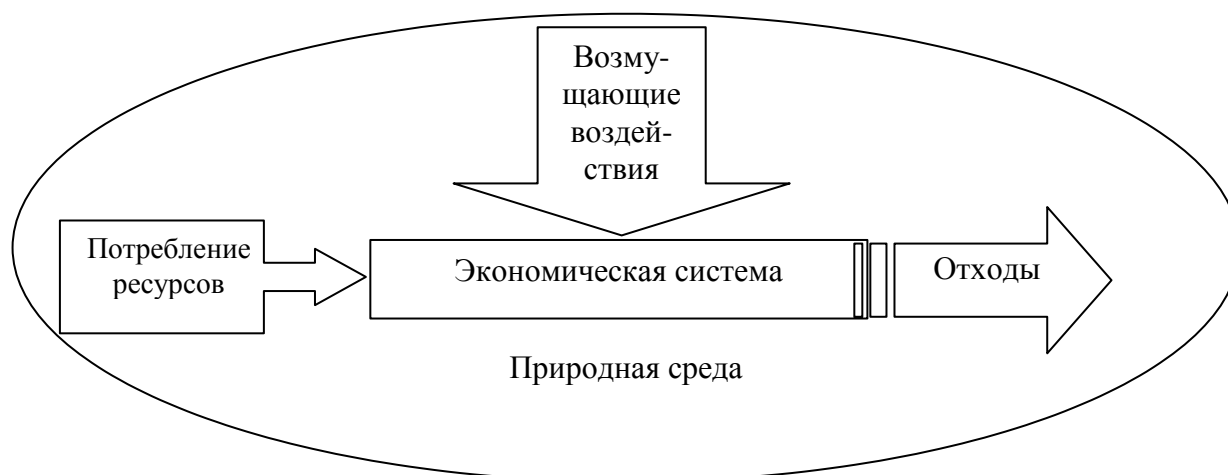 Возму-
щающие
воздей-
ствия
Потребление
ресурсов
Экономическая система
Отходы
Природная среда